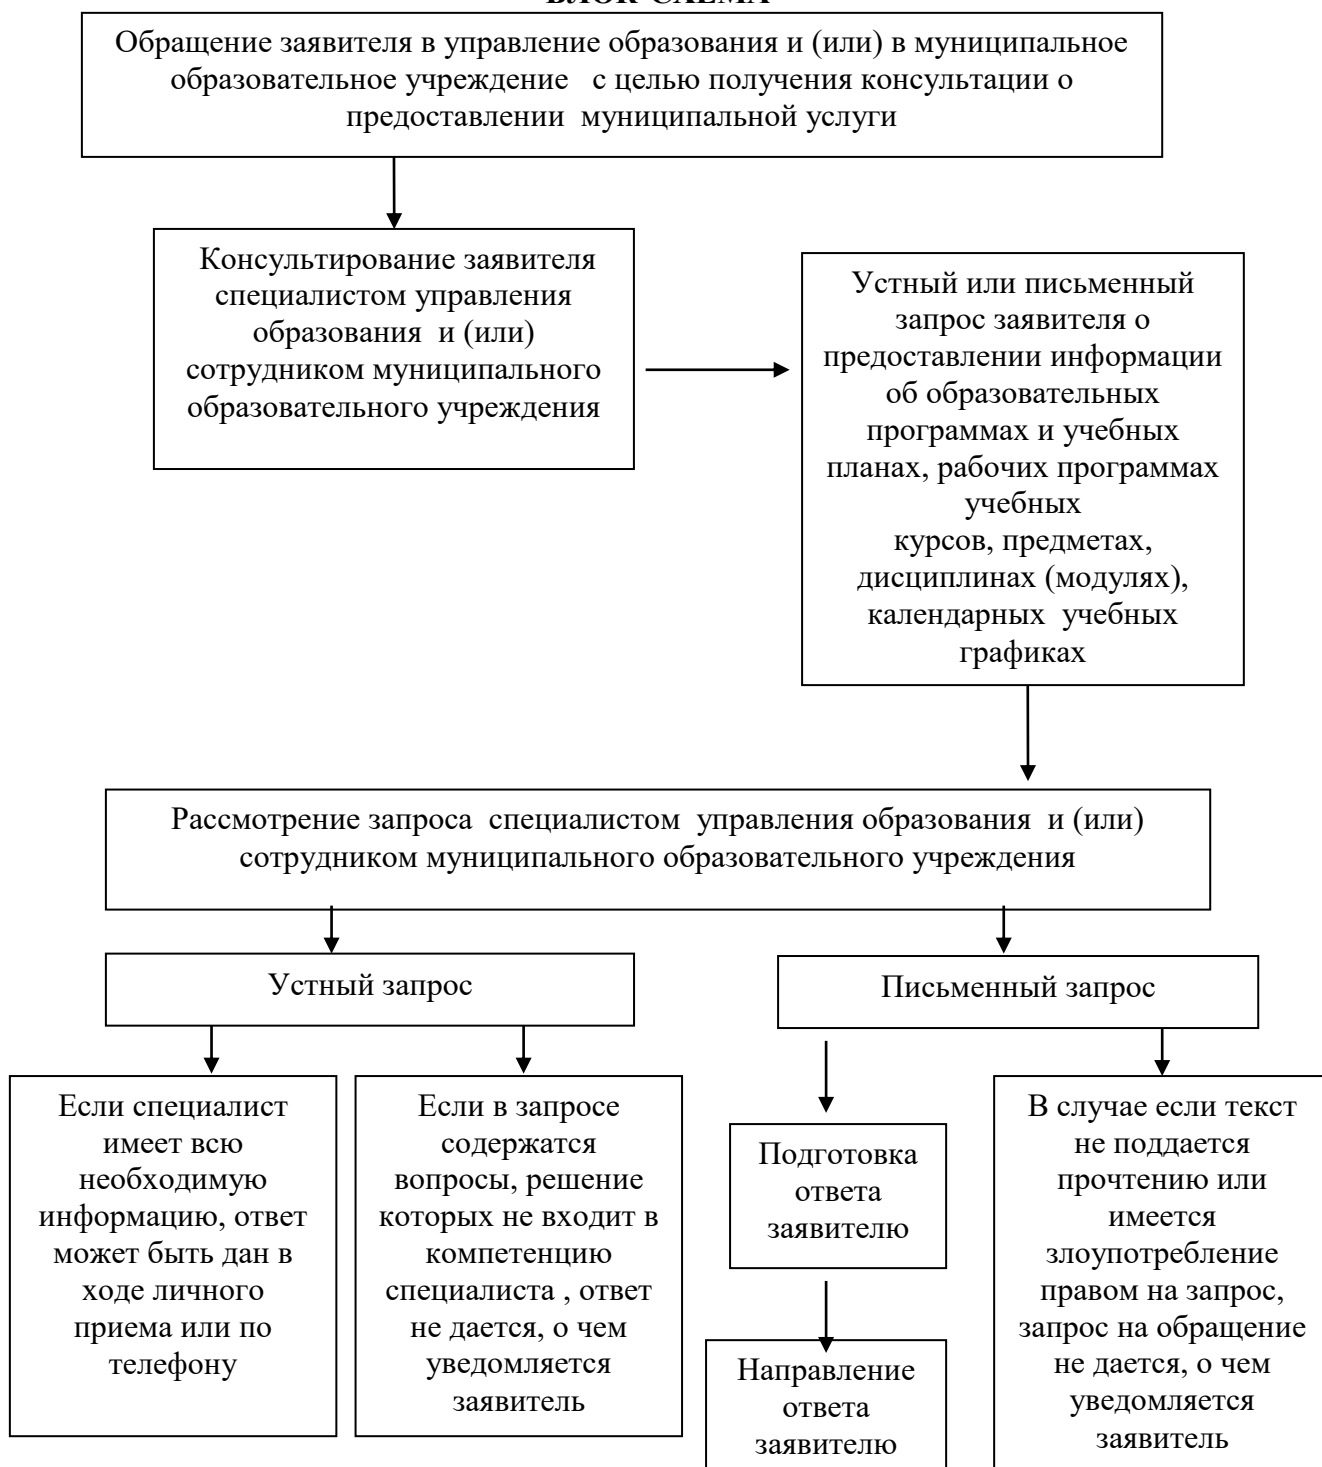 БЛОК-СХЕМА
Обращение заявителя в управление образования и (или) в муниципальное
образовательное учреждение с целью получения консультации о
предоставлении муниципальной услуги
Консультирование заявителя
специалистом управления
образования и (или)
сотрудником муниципального
образовательного учреждения
Устный или письменный
запрос заявителя о
предоставлении информации
об образовательных
программах и учебных
планах, рабочих программах
учебных
курсов, предметах,
дисциплинах (модулях),
календарных учебных
графиках
Рассмотрение запроса специалистом управления образования и (или)
сотрудником муниципального образовательного учреждения
Устный запрос
Письменный запрос
Если специалист
имеет всю
необходимую
информацию, ответ
может быть дан в
ходе личного
приема или по
телефону
Если в запросе
содержатся
вопросы, решение
которых не входит в
компетенцию
специалиста , ответ
не дается, о чем
уведомляется
заявитель
Подготовка
ответа
заявителю
Направление
ответа
заявителю
В случае если текст
не поддается
прочтению или
имеется
злоупотребление
правом на запрос,
запрос на обращение
не дается, о чем
уведомляется
заявитель